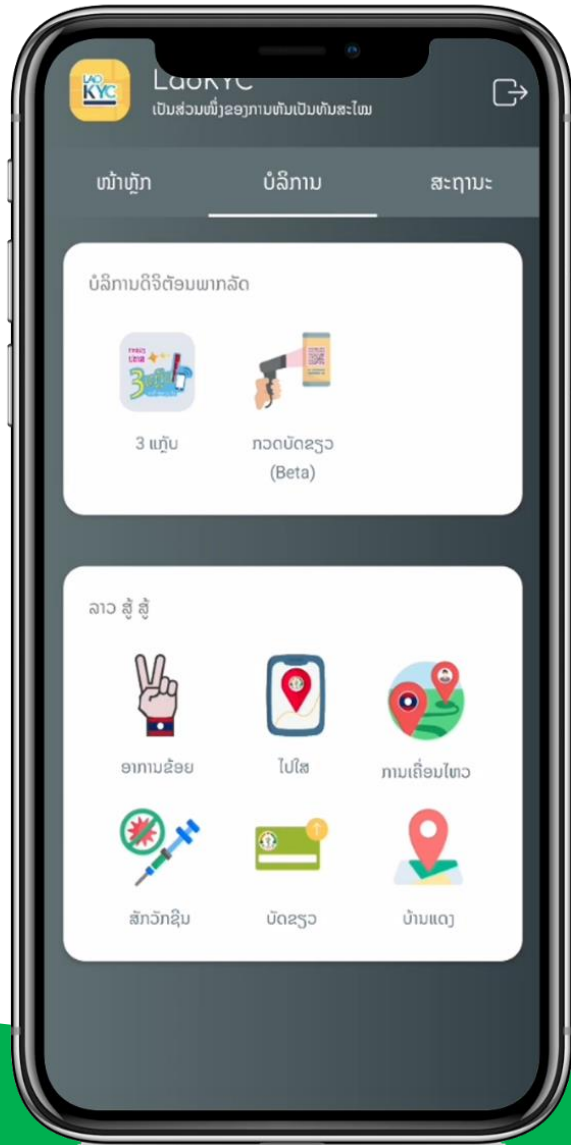 LAO
KYC
LaoKYC
ເປັນສ່ວນໜຶ່ງຂອງການຫັນເປັນທັນສະໄໝ
ໜ້າຫຼັກ
ບໍລິການ
ສະຖານະ
ບໍລິການດິຈິຕ້ອນພາກລັດ
3 ແກັບ
ກວດບັດຂຽວ
(Beta)
ລາວ ສູ້ ສູ້
ອາການຂ້ອຍ
ໄປໃສ
ການເຄື່ອນໄຫວ
ສັກວັກຊີນ
ບັດຂຽວ
ບ້ານແດງ